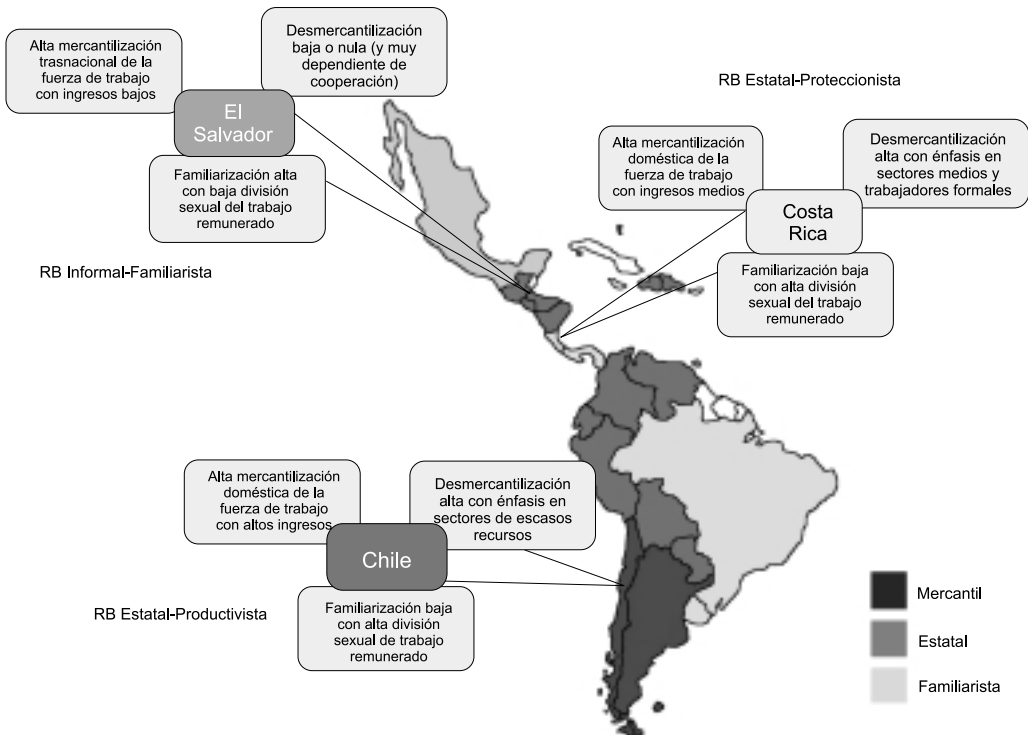 Alta mercantilización
trasnacional de la
fuerza de trabajo
con ingresos bajos
Desmercantilización
baja o nula (y muy
dependiente de
cooperación)
El
Salvador
Familiarización alta
con baja división
sexual del trabajo
remunerado
RB Informal-Familiarista
RB Estatal-Proteccionista
Alta mercantilización
doméstica de la
fuerza de trabajo
con ingresos medios
Desmercantilización
alta con énfasis en
sectores medios y
trabajadores formales
Costa
Rica
Familiarización baja
con alta división
sexual del trabajo
remunerado
Alta mercantilización
doméstica de la
fuerza de trabajo
con altos ingresos
Desmercantilización
alta con énfasis en
sectores de escasos
recursos
Chile
Familiarización baja
con alta división
sexual de trabajo
remunerado
RB Estatal-Productivista
Mercantil
Estatal
Familiarista